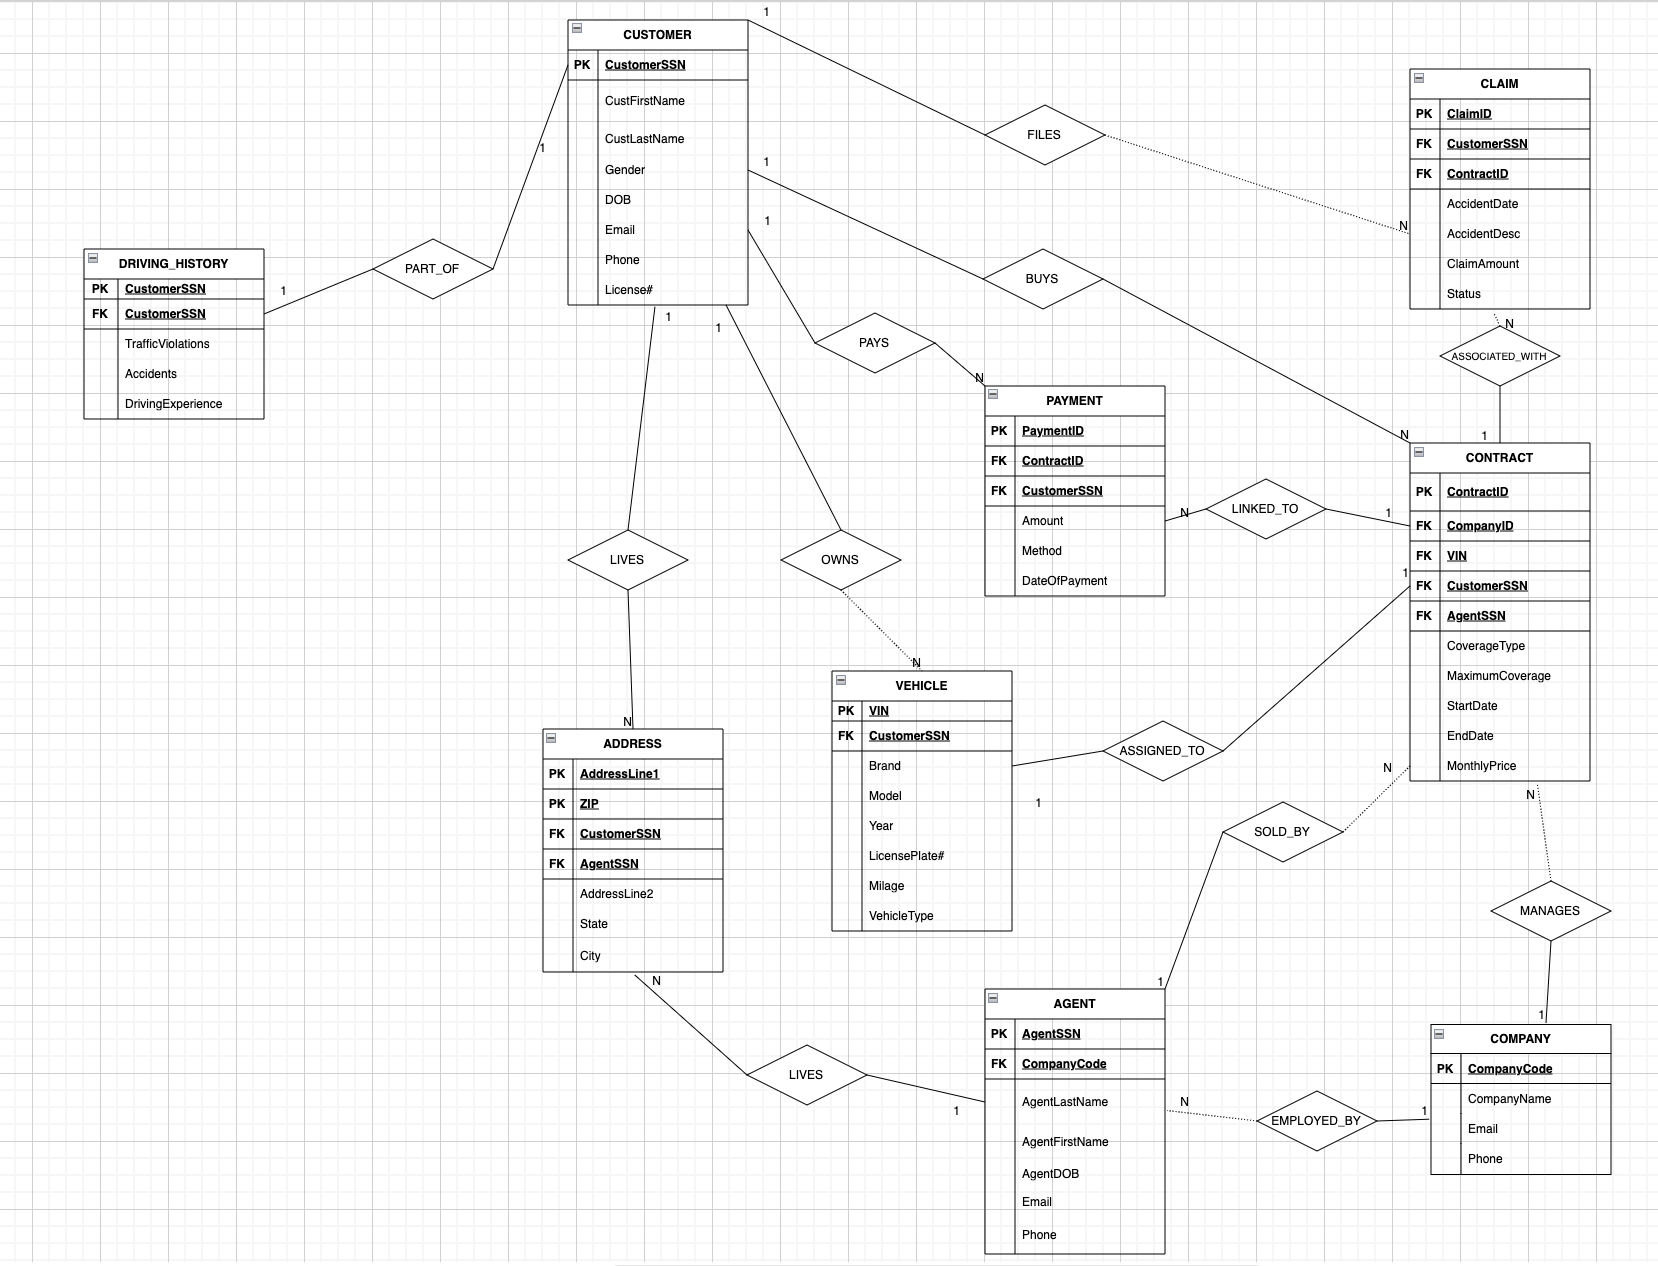 CUSTOMER
PK CustomerSSN
CustFirstName
CustLastName
Gender
DOB
Email
Phone
License#
1
1
1
1
1
1
FILES
N
CLAIM
PK ClaimID
FK CustomerSSN
FK ContractID
AccidentDate
AccidentDesc
ClaimAmount
Status
DRIVING_HISTORY
PK CustomerSSN
FK CustomerSSN
TrafficViolations
Accidents
DrivingExperience
1
PART_OF
BUYS
N
PAYS
N
N
ASSOCIATED_WITH
1
PAYMENT
PK PaymentID
FK ContractID
FK CustomerSSN
Amount
Method
DateOfPayment
N
LINKED_TO
1
CONTRACT
PK ContractID
FK CompanyID
FK VIN
FK CustomerSSN
FK AgentSSN
CoverageType
MaximumCoverage
StartDate
EndDate
MonthlyPrice
1
N
N
LIVES
N
OWNS
N
ADDRESS
PK AddressLine1
PK ZIP
FK CustomerSSN
FK AgentSSN
AddressLine2
State
City
N
VEHICLE
PK VIN
FK CustomerSSN
Brand
Model
Year
LicensePlate#
Milage
VehicleType
1
ASSIGNED_TO
SOLD_BY
1
MANAGES
1
LIVES
1
AGENT
PK AgentSSN
FK CompanyCode
AgentLastName
AgentFirstName
AgentDOB
Email
Phone
N
EMPLOYED_BY
1
COMPANY
PK CompanyCode
CompanyName
Email
Phone